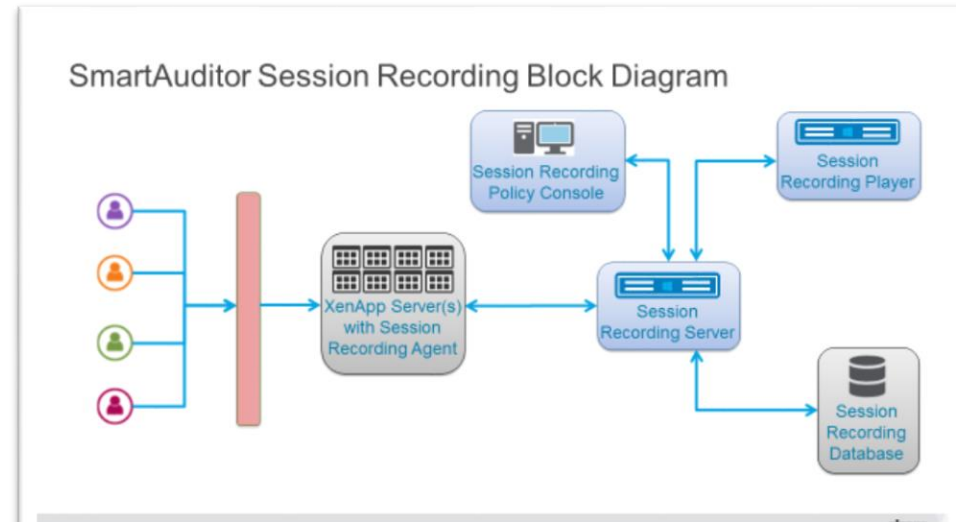 SmartAuditor Session Recording Block Diagram
Session Recording
Policy Console
Session
Recording Player
XenApp Server(s)
with Session
Recording Agent
Session
Recording Server
Session
Recording
Database